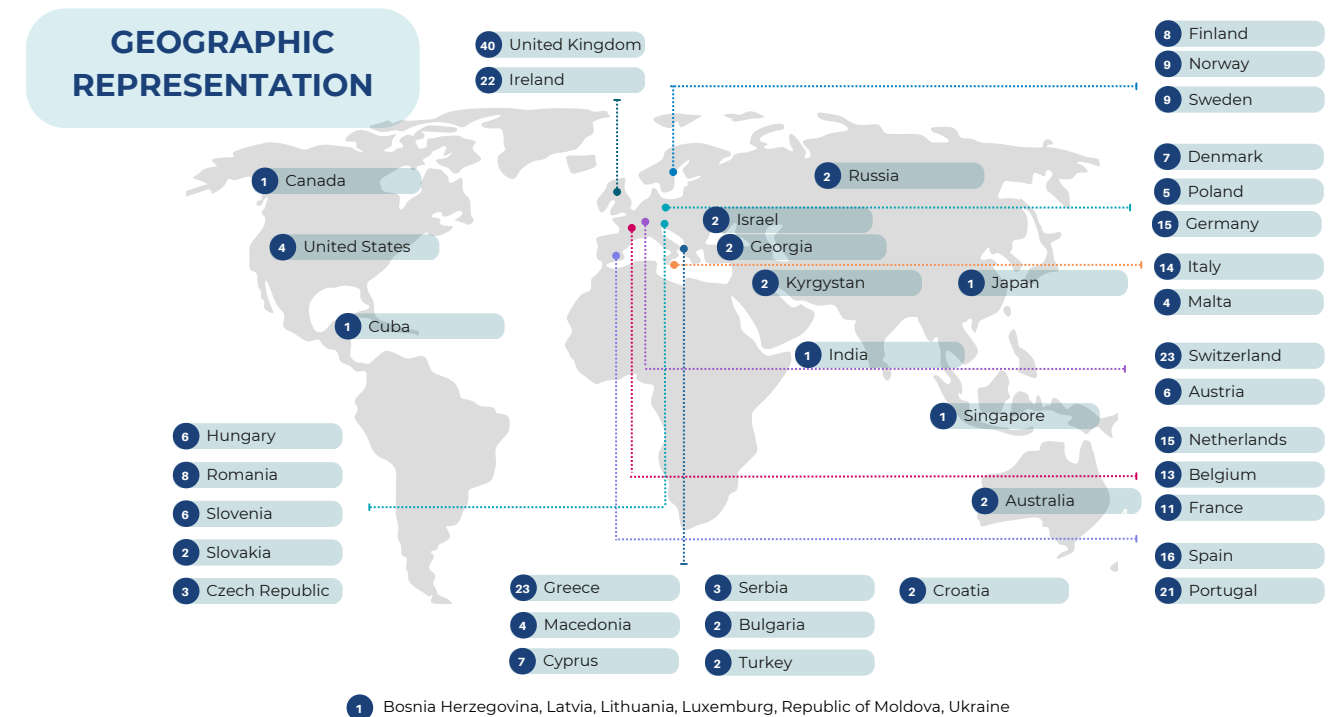 GEOGRAPHIC
REPRESENTATION
40 United Kingdom
22 Ireland
8 Finland
9 Norway
9 Sweden
7 Denmark
5 Poland
15 Germany
14 Italy
4 Malta
23 Switzerland
6 Austria
15 Netherlands
13 Belgium
11 France
16 Spain
21 Portugal
1 Canada
4 United States
1 Cuba
2 Russia
2 Israel
2 Georgia
2 Kyrgystan
1 Japan
1 India
1 Singapore
2 Australia
4
6 Hungary
8 Romania
6 Slovenia
2 Slovakia
3 Czech Republic
23 Greece
4 Macedonia
7 Cyprus
3 Serbia
2 Bulgaria
2 Turkey
2 Croatia
1 Bosnia Herzegovina, Latvia, Lithuania, Luxemburg, Republic of Moldova, Ukraine